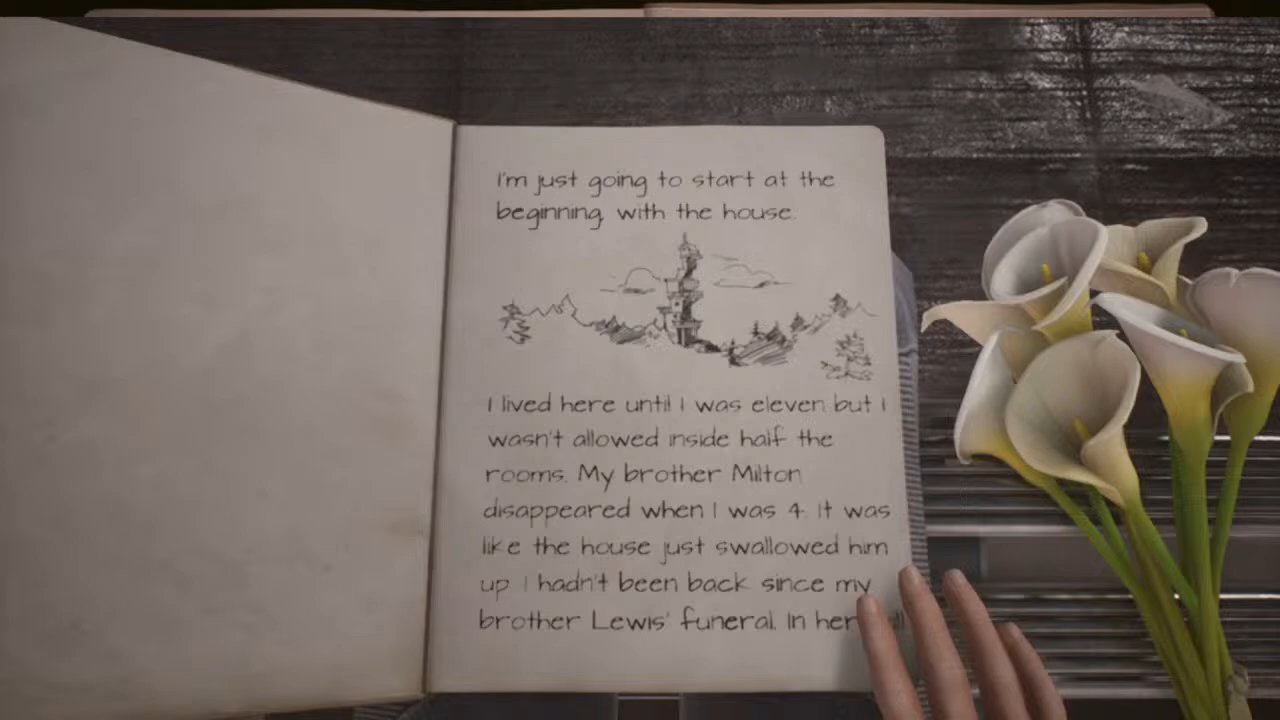 I'm just going to start at the
beginning, with the house.
I lived here until I was eleven but I
wasn't allowed inside half the
rooms. My brother Milton
disappeared when I was 4. It was
like the house just swallowed him
up. I hadn't been back since my
brother Lewis' funeral. In her